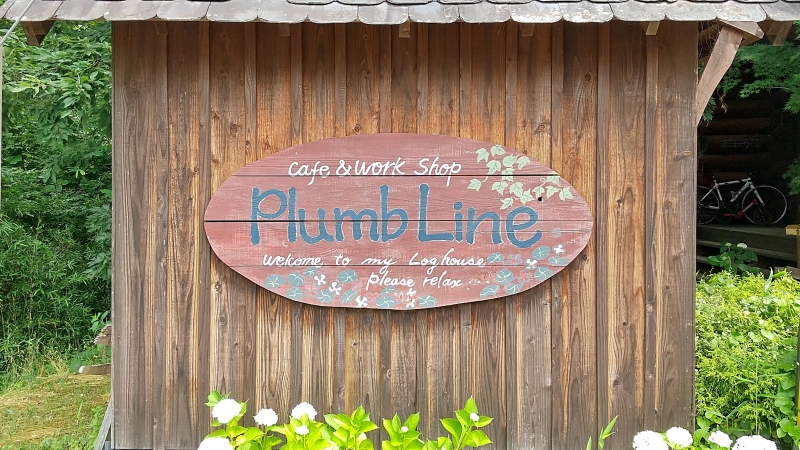 Cafe & Work Shop
Plumb Line
Welcome to my Log house
please relax